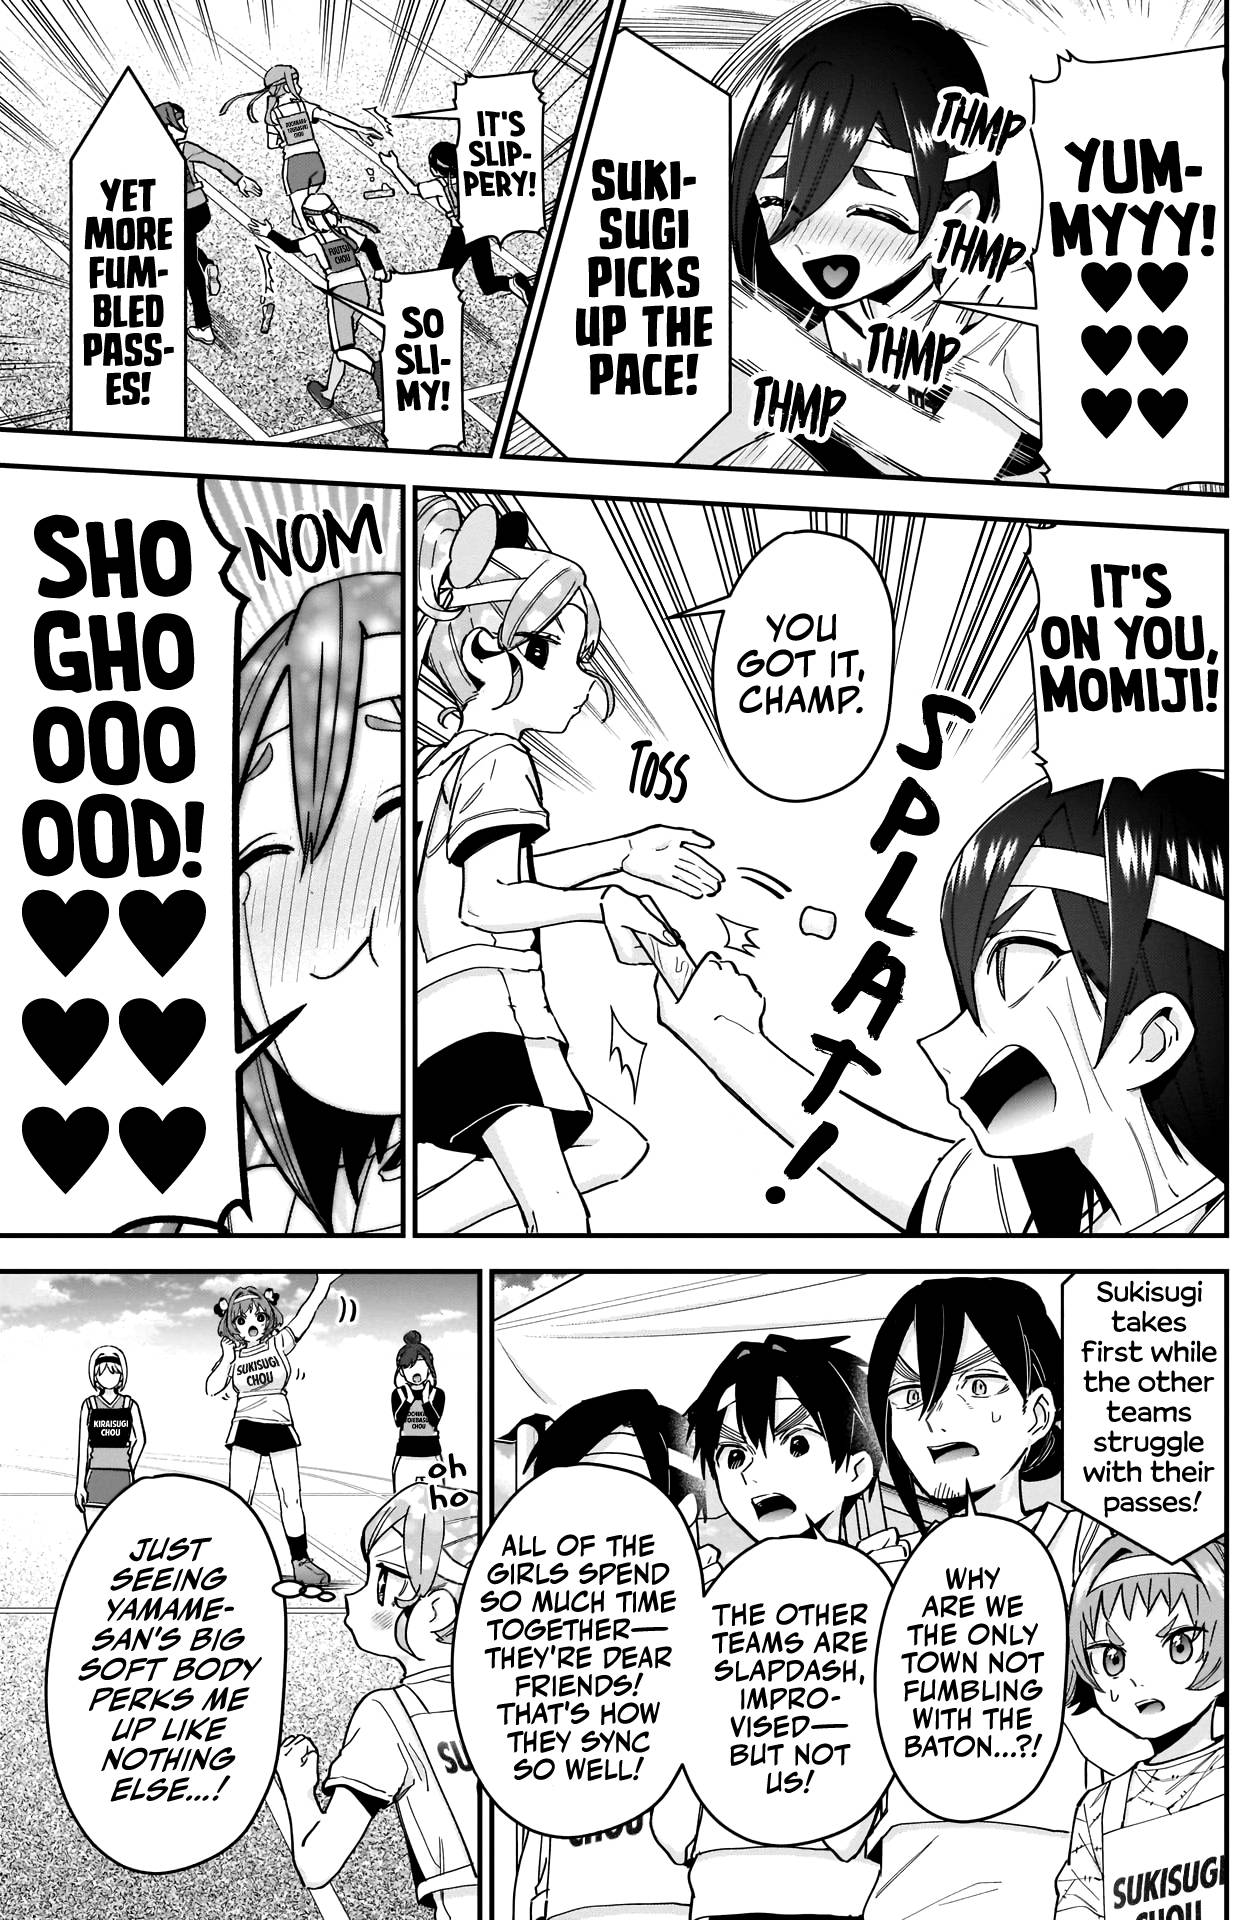 YUM-
MYYY!
THMP
THMP
THMP
THMP
SUKI-
SUGI
PICKS
UP THE
PACE!
IT'S
SLIP-
PERY!
SO
SLI-
MY!
FUUTSU
CHOU
YET
MORE
FUM-
BLED
PASS-
ES!
IT'S
ON YOU,
MOMIJI!
YOU
GOT IT,
CHAMP.
SPLAT!
TOSS
NOM
SHO
GHO
OOO
OOD!
Sukisugi
takes
first while
the other
teams
struggle
with their
passes!
WHY
ARE WE
THE ONLY
TOWN NOT
FUMBLING
WITH THE
BATON...?!
THE OTHER
TEAMS ARE
SLAPDASH,
IMPRO-
VISED—
BUT NOT
US!
ALL OF THE
GIRLS SPEND
SO MUCH TIME
TOGETHER—
THEY'RE DEAR
FRIENDS!
THAT'S HOW
THEY SYNC
SO WELL!
CHOU
SUKISUGI
CHOU
SUKISUGI
CHOU
KIRAISUGI
CHOU
CHOU
oh
ho
JUST
SEEING
YAMAME-
SAN'S BIG
SOFT BODY
PERKS ME
UP LIKE
NOTHING
ELSE...!